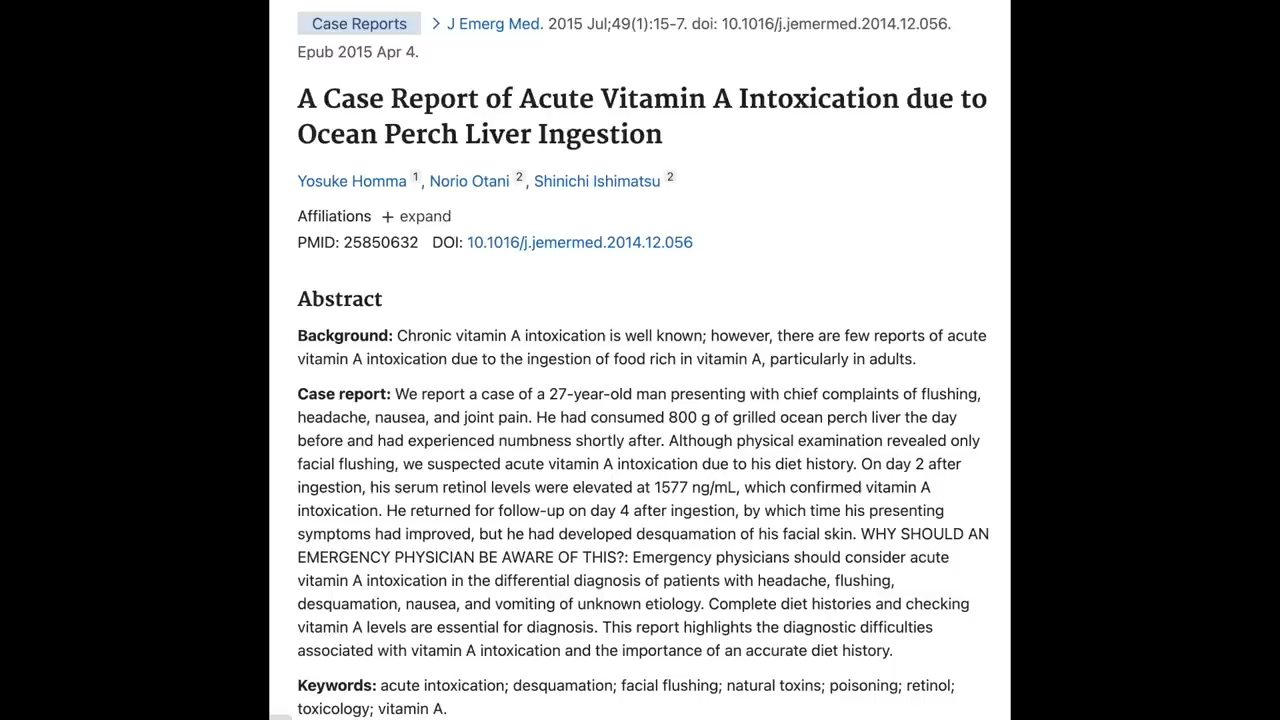 Case Reports > J Emerg Med. 2015 Jul;49(1):15-7. doi: 10.1016/j.jemermed.2014.12.056.
Epub 2015 Apr 4.
A Case Report of Acute Vitamin A Intoxication due to
Ocean Perch Liver Ingestion
Yosuke Homma 1, Norio Otani 2, Shinichi Ishimatsu 2
Affiliations + expand
PMID: 25850632 DOI: 10.1016/j.jemermed.2014.12.056
Abstract
Background: Chronic vitamin A intoxication is well known; however, there are few reports of acute
vitamin A intoxication due to the ingestion of food rich in vitamin A, particularly in adults.
Case report: We report a case of a 27-year-old man presenting with chief complaints of flushing,
headache, nausea, and joint pain. He had consumed 800 g of grilled ocean perch liver the day
before and had experienced numbness shortly after. Although physical examination revealed only
facial flushing, we suspected acute vitamin A intoxication due to his diet history. On day 2 after
ingestion, his serum retinol levels were elevated at 1577 ng/mL, which confirmed vitamin A
intoxication. He returned for follow-up on day 4 after ingestion, by which time his presenting
symptoms had improved, but he had developed desquamation of his facial skin. WHY SHOULD AN
EMERGENCY PHYSICIAN BE AWARE OF THIS?: Emergency physicians should consider acute
vitamin A intoxication in the differential diagnosis of patients with headache, flushing,
desquamation, nausea, and vomiting of unknown etiology. Complete diet histories and checking
vitamin A levels are essential for diagnosis. This report highlights the diagnostic difficulties
associated with vitamin A intoxication and the importance of an accurate diet history.
Keywords: acute intoxication; desquamation; facial flushing; natural toxins; poisoning; retinol;
toxicology; vitamin A.